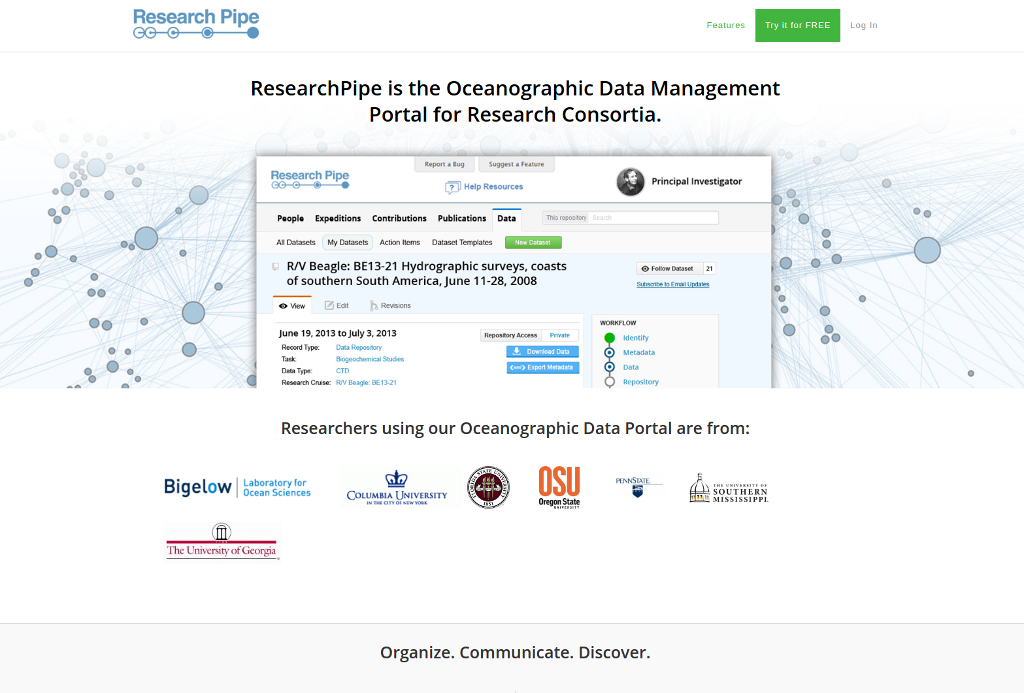 Research Pipe
Features
Try it for FREE
Log In
ResearchPipe is the Oceanographic Data Management
Portal for Research Consortia.
Report a Bug
Suggest a Feature
Research Pipe
? Help Resources
Principal Investigator
People Expeditions Contributions Publications Data
This repository Search
All Datasets My Datasets Action Items Dataset Templates New Dataset
R/V Beagle: BE13-21 Hydrographic surveys, coasts
of southern South America, June 11-28, 2008
Follow Dataset 21
Subscribe to Email Updates
View Edit Revisions
June 19, 2013 to July 3, 2013
Repository Access Private
Record Type: Data Repository
Download Data
Task: Biogeochemical Studies
Data Type: CTD
Export Metadata
Research Cruise: R/V Beagle: BE13-21
WORKFLOW
Identify
Metadata
Data
Repository
Researchers using our Oceanographic Data Portal are from:
Bigelow Laboratory for
Ocean Sciences
COLUMBIA UNIVERSITY
IN THE CITY OF NEW YORK
1851
OSU
Oregon State
UNIVERSITY
PENNSTATE
THE UNIVERSITY OF
SOUTHERN
MISSISSIPPI
The University of Georgia
Organize. Communicate. Discover.